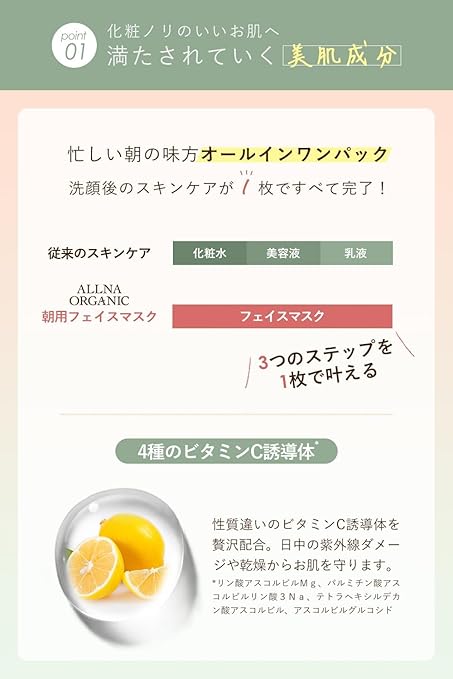 point
01
化粧ノリのいいお肌へ
満たされていく 美肌成分
忙しい朝の味方オールインワンパック
洗顔後のスキンケアが 1 枚ですべて完了！
従来のスキンケア 化粧水 美容液 乳液
ALLNA
ORGANIC
朝用フェイスマスク フェイスマスク
3つのステップを
1枚で叶える
4種のビタミンC誘導体*
性質違いのビタミンC誘導体を
贅沢配合。日中の紫外線ダメー
ジや乾燥からお肌を守ります。
*リン酸アスコルビルMg、パルミチン酸アス
コルビルリン酸３Ｎａ、テトラヘキシルデカ
ン酸アスコルビル、アスコルビルグルコシド